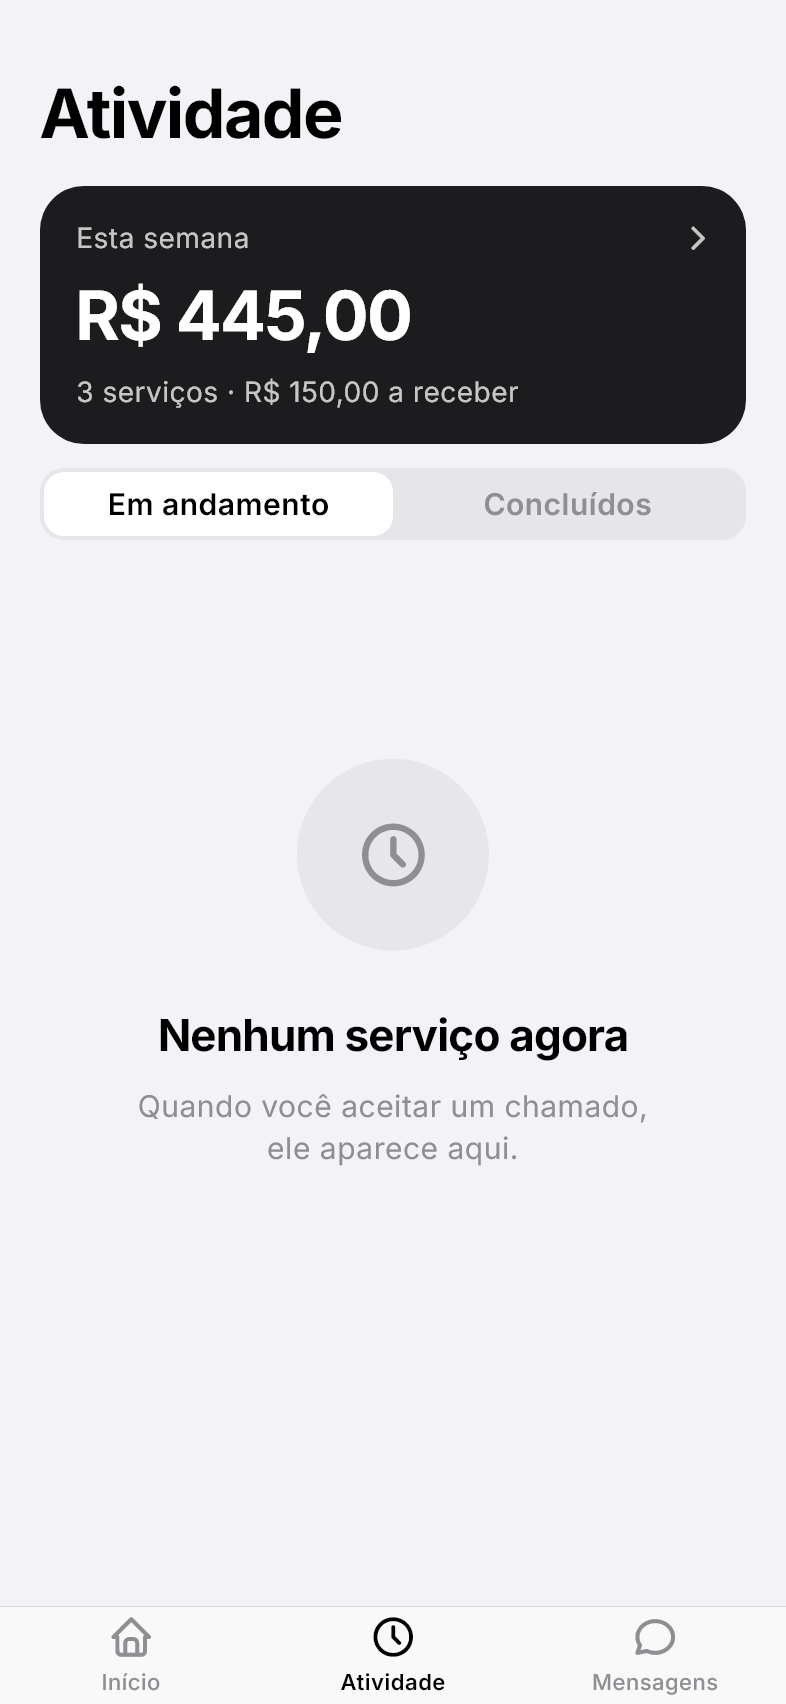 Atividade
Esta semana
R$ 445,00
3 serviços · R$ 150,00 a receber
Em andamento
Concluídos
Nenhum serviço agora
Quando você aceitar um chamado,
ele aparece aqui.
Início
Atividade
Mensagens